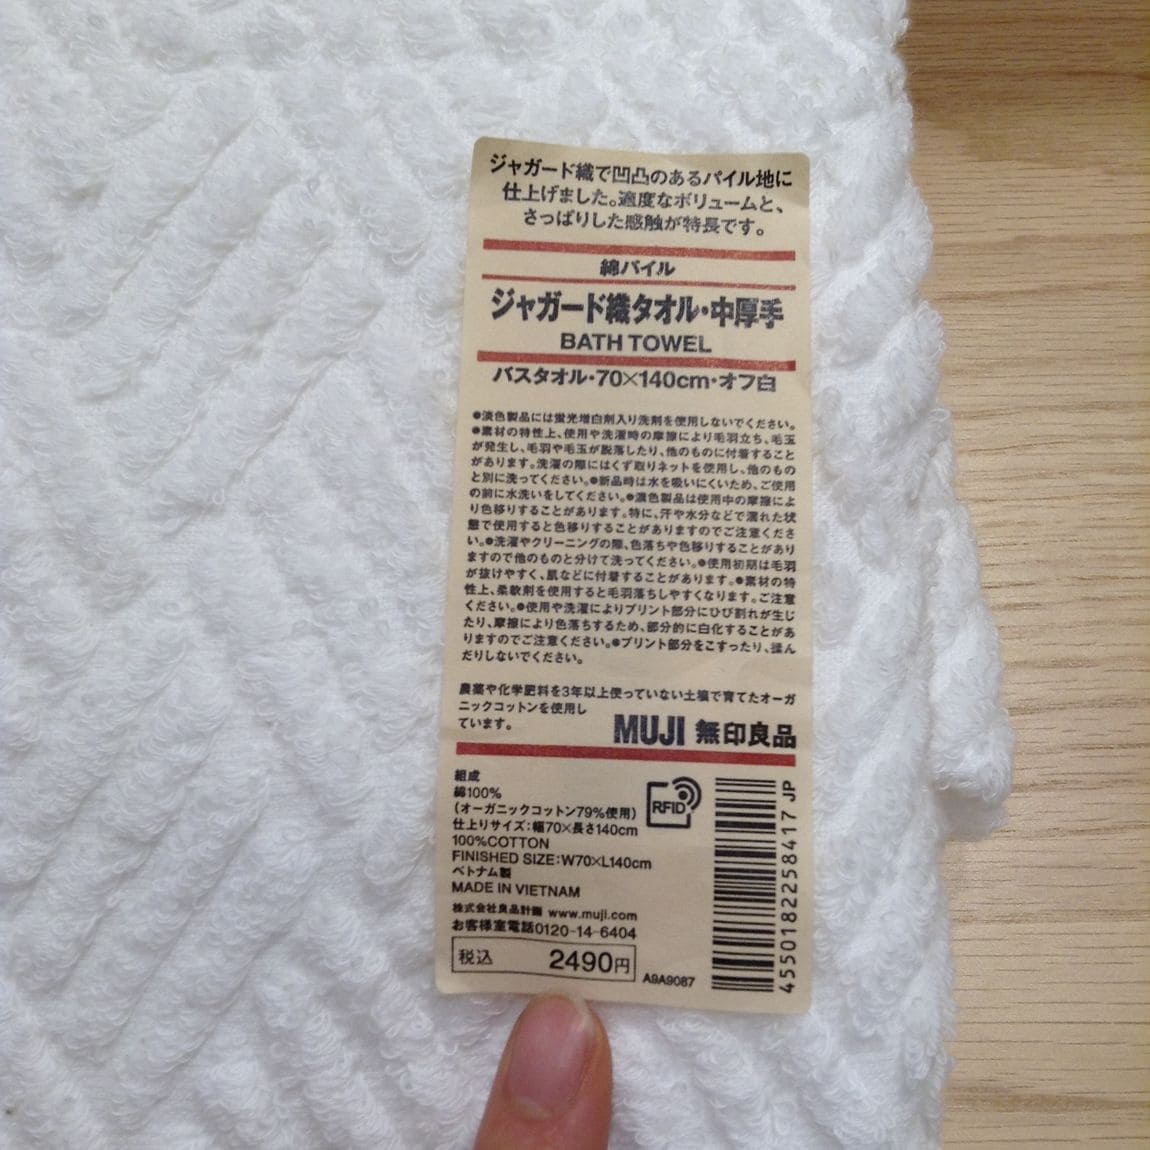 ジャガード織で凹凸のあるパイル地に
仕上げました。適度なボリュームと、
さっぱりした感触が特長です。
綿パイル
ジャガード織タオル・中厚手
BATH TOWEL
バスタオル・70×140cm・オフ白
●淡色製品には蛍光増白剤入り洗剤を使用しないでください。
●素材の特性上、使用や洗濯時の摩擦により毛羽立ち、毛玉
が発生し、毛羽や毛玉が脱落したり、他のものに付着すること
があります。洗濯の際にはくず取りネットを使用し、他のもの
と別に洗ってください。●新品時は水を吸いにくいため、ご使用
の前に水洗いをしてください。●濃色製品は使用中の摩擦によ
り色移りすることがあります。特に、汗や水分などで濡れた状
態で使用すると色移りすることがありますのでご注意くださ
い。●洗濯やクリーニングの際、色落ちや色移りすることがあり
ますので他のものと分けて洗ってください。●使用初期は毛羽
が抜けやすく、肌などに付着することがあります。●素材の特
性上、柔軟剤を使用すると毛羽落ちしやすくなります。ご注意
ください。●使用や洗濯によりプリント部分にひび割れが生じ
たり、摩擦により色落ちするため、部分的に白化することがあ
りますのでご注意ください。●プリント部分をこすったり、揉ん
だりしないでください。
農薬や化学肥料を3年以上使っていない土壌で育てたオーガ
ニックコットンを使用し
ています。
MUJI 無印良品
組成
綿100%
(オーガニックコットン79%使用)
仕上りサイズ:幅70×長さ140cm
100%COTTON
FINISHED SIZE:W70×L140cm
ベトナム製
MADE IN VIETNAM
株式会社良品計画 www.muji.com
お客様室電話0120-14-6404
税込 2490円
A9A9087
RFID
4550182258417 JP